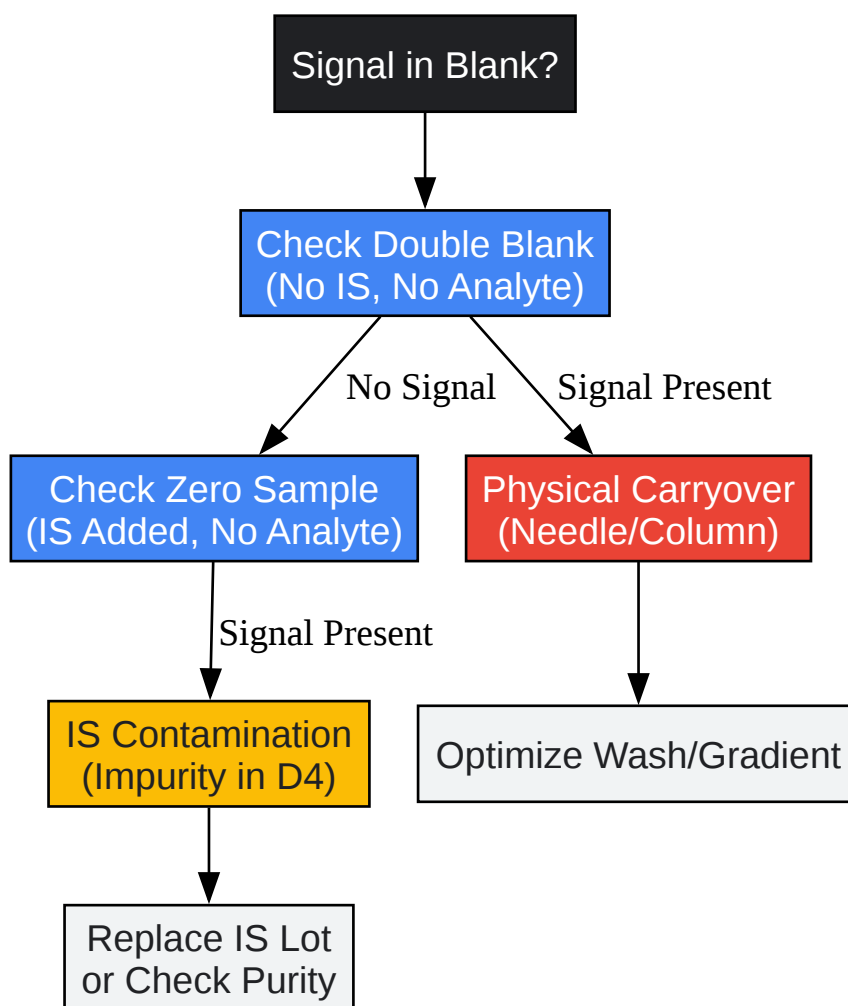 Signal in Blank?
Check Double Blank
(No IS, No Analyte)
No Signal
Signal Present
Check Zero Sample
(IS Added, No Analyte)
Physical Carryover
(Needle/Column)
Signal Present
IS Contamination
(Impurity in D4)
Optimize Wash/Gradient
Replace IS Lot
or Check Purity